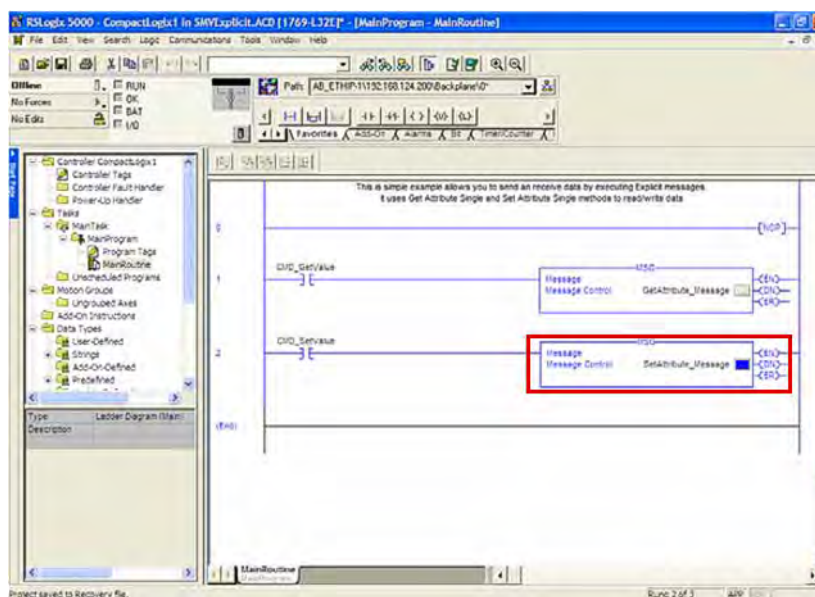 RSLogix 5000 - CompactLogix1 in SMVExplicit.ACD [1769-L32E]* - [MainProgram - MainRoutine]
File Edit View Search Logic Communications Tools Window Help
Offline
RUN
No Forces
OK
No Edits
BAT
I/O
Path: AB_ETHIP-1\192.168.124.200\Backplane\0*
Favorites Add-On Alarms Bit Timer/Counter
Start Page
Controller CompactLogix1
Controller Tags
Controller Fault Handler
Power-Up Handler
Tasks
MainTask
MainProgram
Program Tags
MainRoutine
Unscheduled Programs
Motion Groups
Ungrouped Axes
Add-On Instructions
Data Types
User-Defined
Strings
Add-On-Defined
Predefined
Type Ladder Diagram (Main)
Description
This is simple example allows you to send an receive data by executing Explicit messages.
It uses Get Attribute Single and Set Attribute Single methods to read/write data
0
NOP
1
CMD_GetValue
MSG
Message
Message Control GetAttribute_Message
EN
DN
ER
2
CMD_SetValue
MSG
Message
Message Control SetAttribute_Message
EN
DN
ER
(End)
MainRoutine
Project saved to Recovery file.
Rung 2 of 3 APP